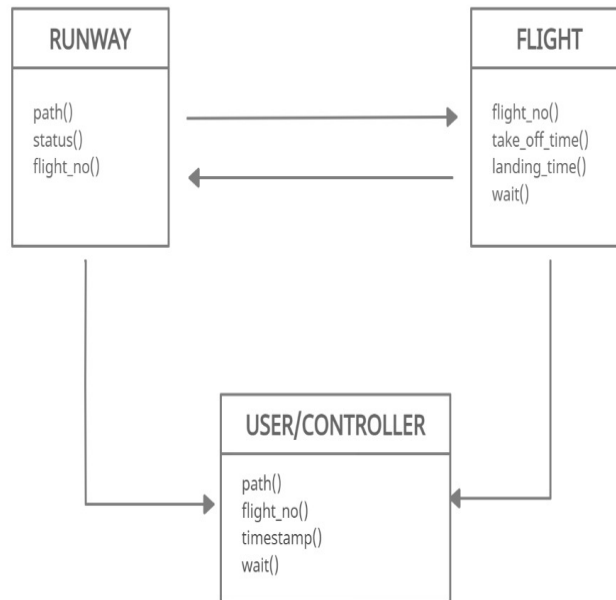 RUNWAY
path()
status()
flight_no()
FLIGHT
flight_no()
take_off_time()
landing_time()
wait()
USER/CONTROLLER
path()
flight_no()
timestamp()
wait()